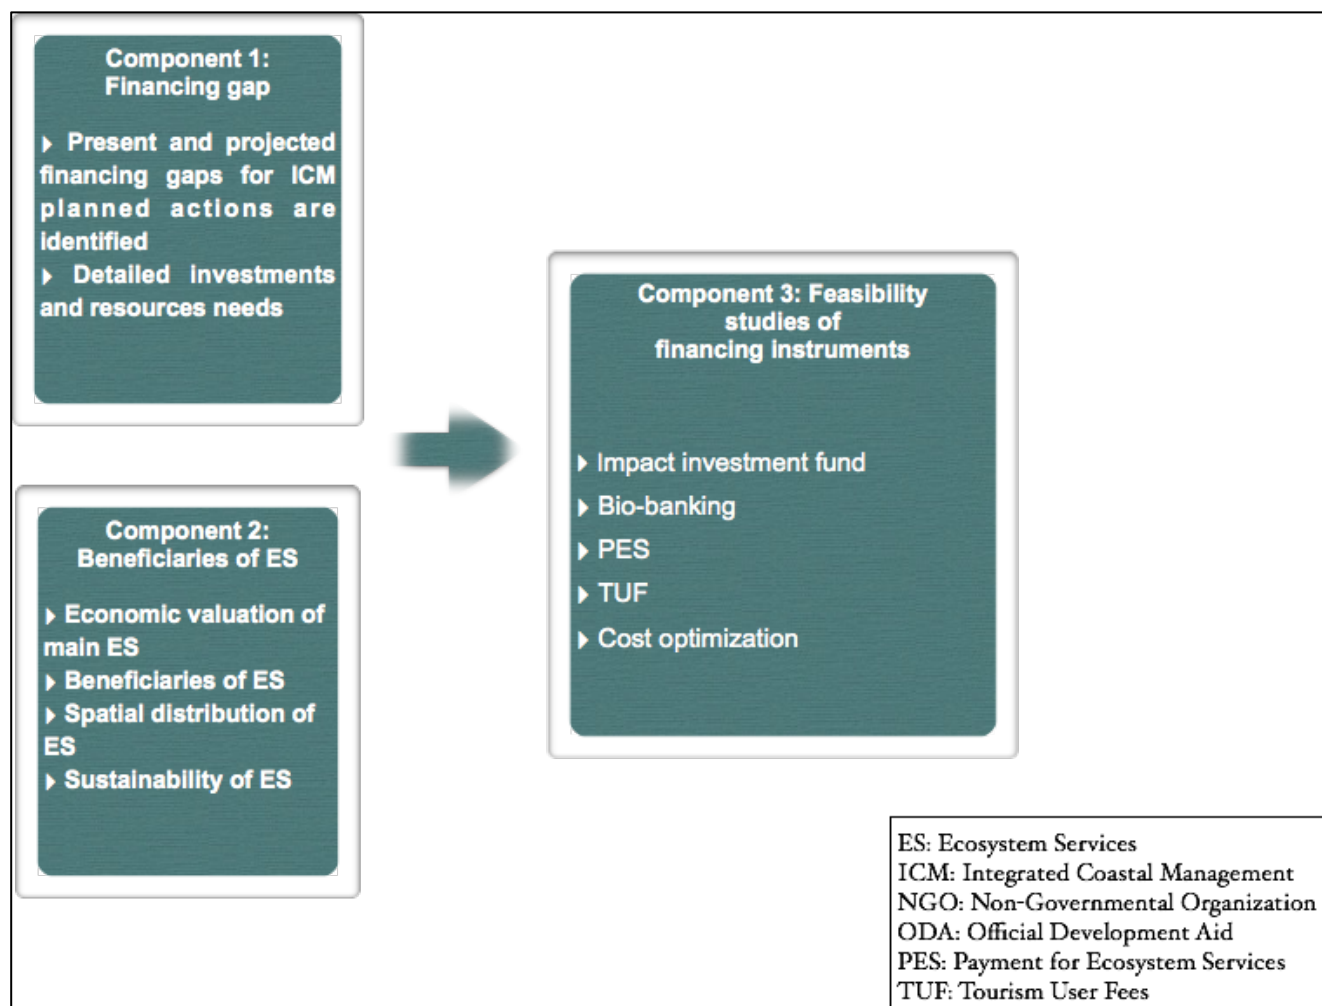 Component 1:
Financing gap
Present and projected
financing gaps for ICM
planned actions are
identified
Detailed investments
and resources needs
Component 2:
Beneficiaries of ES
Economic valuation of
main ES
Beneficiaries of ES
Spatial distribution of
ES
Sustainability of ES
Component 3: Feasibility
studies of
financing instruments
Impact investment fund
Bio-banking
PES
TUF
Cost optimization
ES: Ecosystem Services
ICM: Integrated Coastal Management
NGO: Non-Governmental Organization
ODA: Official Development Aid
PES: Payment for Ecosystem Services
TUF: Tourism User Fees